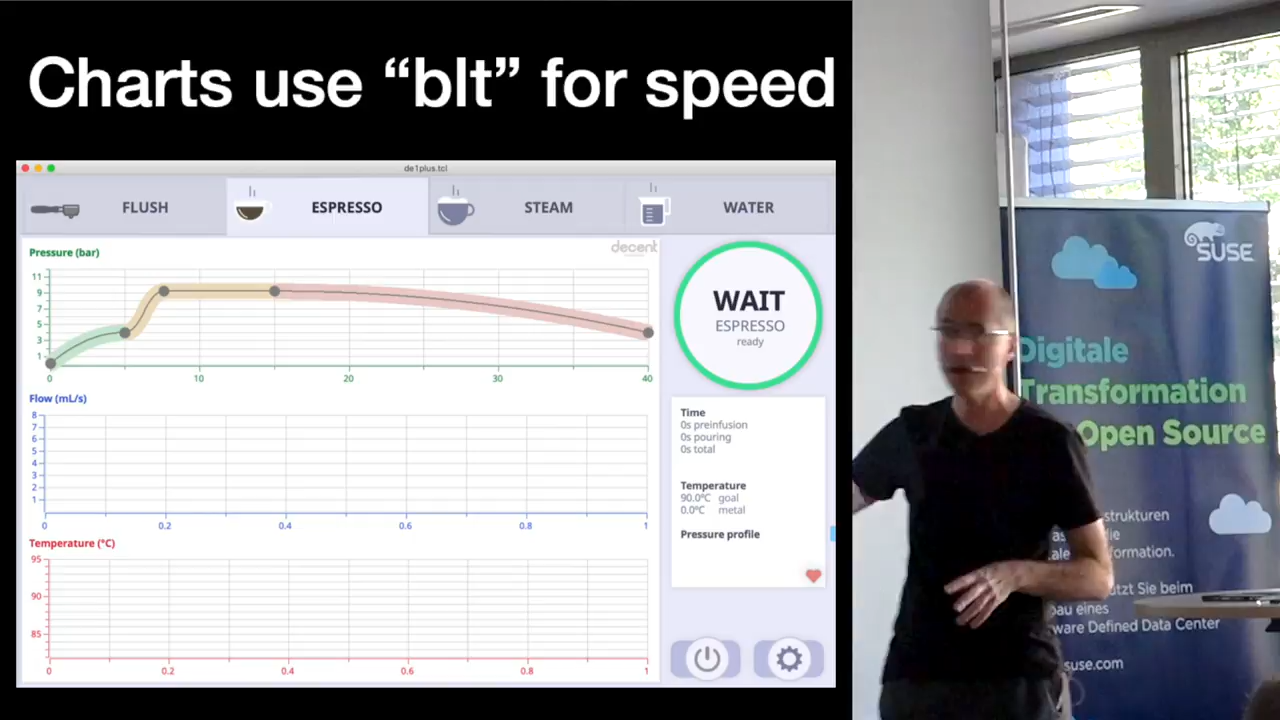 Charts use “blt” for speed
de1plus.tcl
FLUSH
ESPRESSO
STEAM
WATER
Pressure (bar)
decent
11
9
7
5
3
1
0
10
20
30
40
WAIT
ESPRESSO
ready
Flow (mL/s)
8
7
6
5
4
3
2
1
0
0.2
0.4
0.6
0.8
1
Time
0s preinfusion
0s pouring
0s total
Temperature
90.0°C goal
0.0°C metal
Pressure profile
Temperature (°C)
95
90
85
0
0.2
0.4
0.6
0.8
1
SUSE
Digitale
Transformation
Open Source
strukturen
die
ale
formation.
tzt Sie beim
bau eines
ware Defined Data Center
suse.com